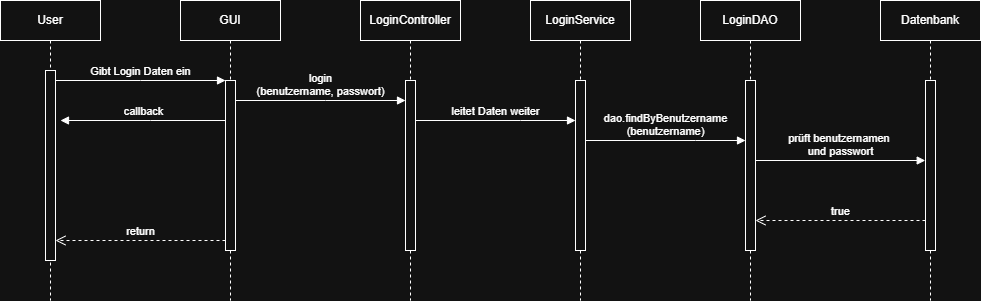 User
GUI
LoginController
LoginService
LoginDAO
Datenbank
Gibt Login Daten ein
login
(benutzername, passwort)
callback
leitet Daten weiter
dao.findByBenutzername
(benutzername)
prüft benutzernamen
und passwort
true
return